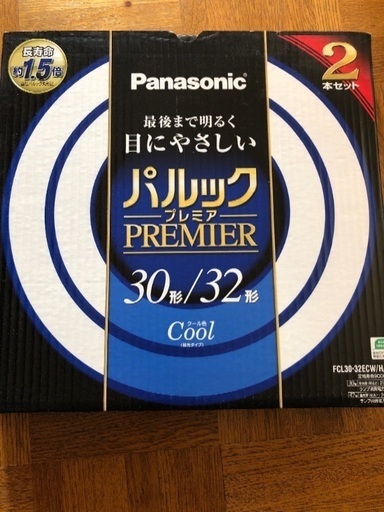 長寿命
約1.5倍
2
本セット
Panasonic
最後まで明るく
目にやさしい
パルック
プレミア
PREMIER
30形/32形
クール色
Cool
FCL30·32ECW/H